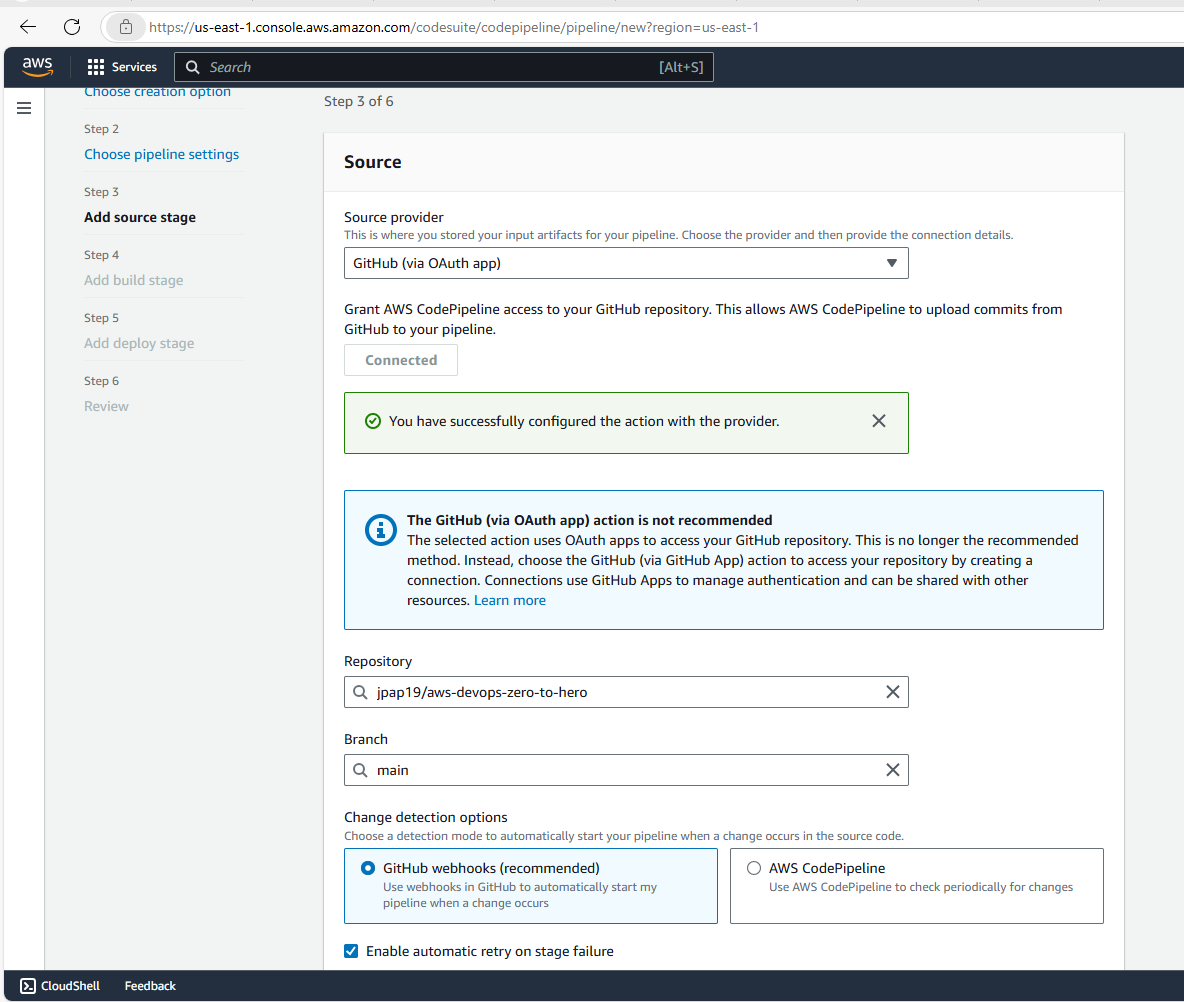 https://us-east-1.console.aws.amazon.com/codesuite/codepipeline/pipeline/new?region=us-east-1
aws
Services
Search
[Alt+S]
Choose creation option
Step 2
Choose pipeline settings
Step 3
Add source stage
Step 4
Add build stage
Step 5
Add deploy stage
Step 6
Review
Step 3 of 6
Source
Source provider
This is where you stored your input artifacts for your pipeline. Choose the provider and then provide the connection details.
GitHub (via OAuth app)
Grant AWS CodePipeline access to your GitHub repository. This allows AWS CodePipeline to upload commits from
GitHub to your pipeline.
Connected
You have successfully configured the action with the provider.
The GitHub (via OAuth app) action is not recommended
The selected action uses OAuth apps to access your GitHub repository. This is no longer the recommended
method. Instead, choose the GitHub (via GitHub App) action to access your repository by creating a
connection. Connections use GitHub Apps to manage authentication and can be shared with other
resources. Learn more
Repository
jpap19/aws-devops-zero-to-hero
Branch
main
Change detection options
Choose a detection mode to automatically start your pipeline when a change occurs in the source code.
GitHub webhooks (recommended)
Use webhooks in GitHub to automatically start my
pipeline when a change occurs
AWS CodePipeline
Use AWS CodePipeline to check periodically for changes
Enable automatic retry on stage failure
CloudShell
Feedback